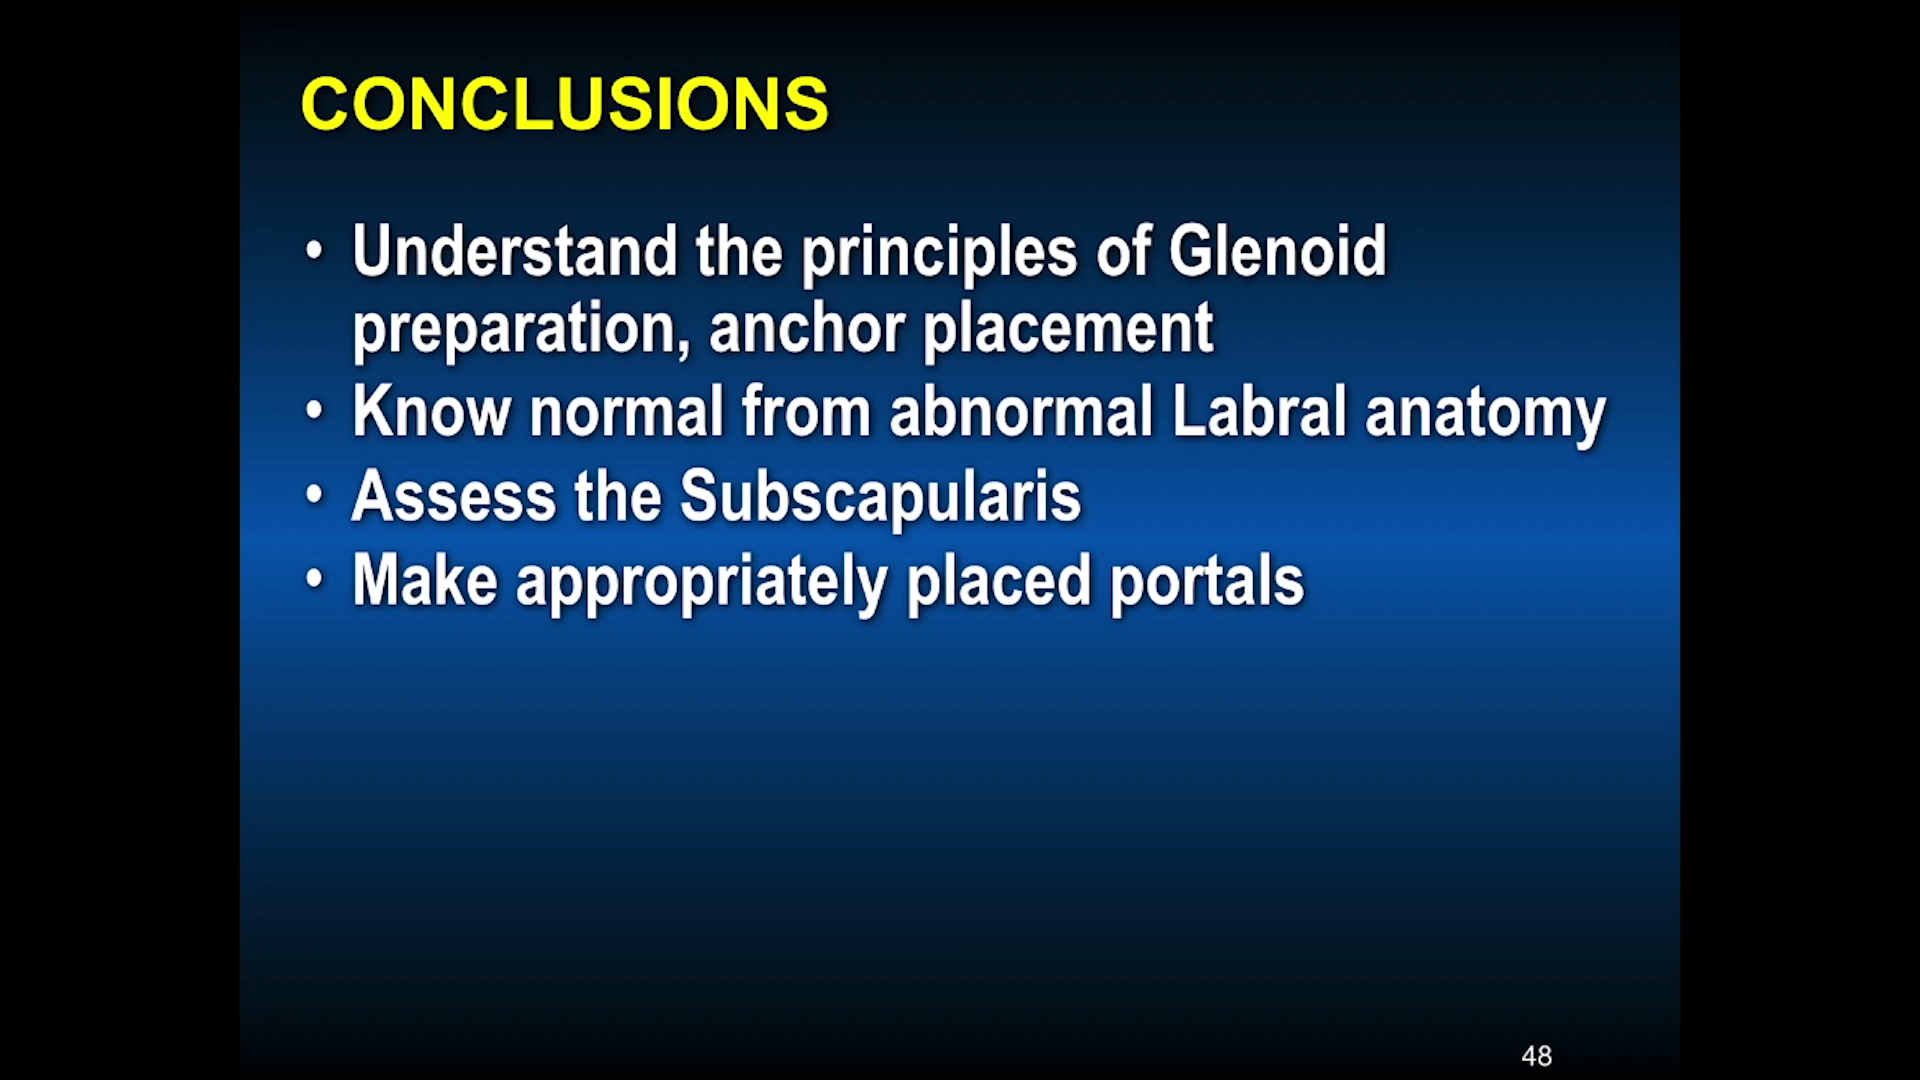 CONCLUSIONS
• Understand the principles of Glenoid
preparation, anchor placement
• Know normal from abnormal Labral anatomy
• Assess the Subscapularis
• Make appropriately placed portals
48